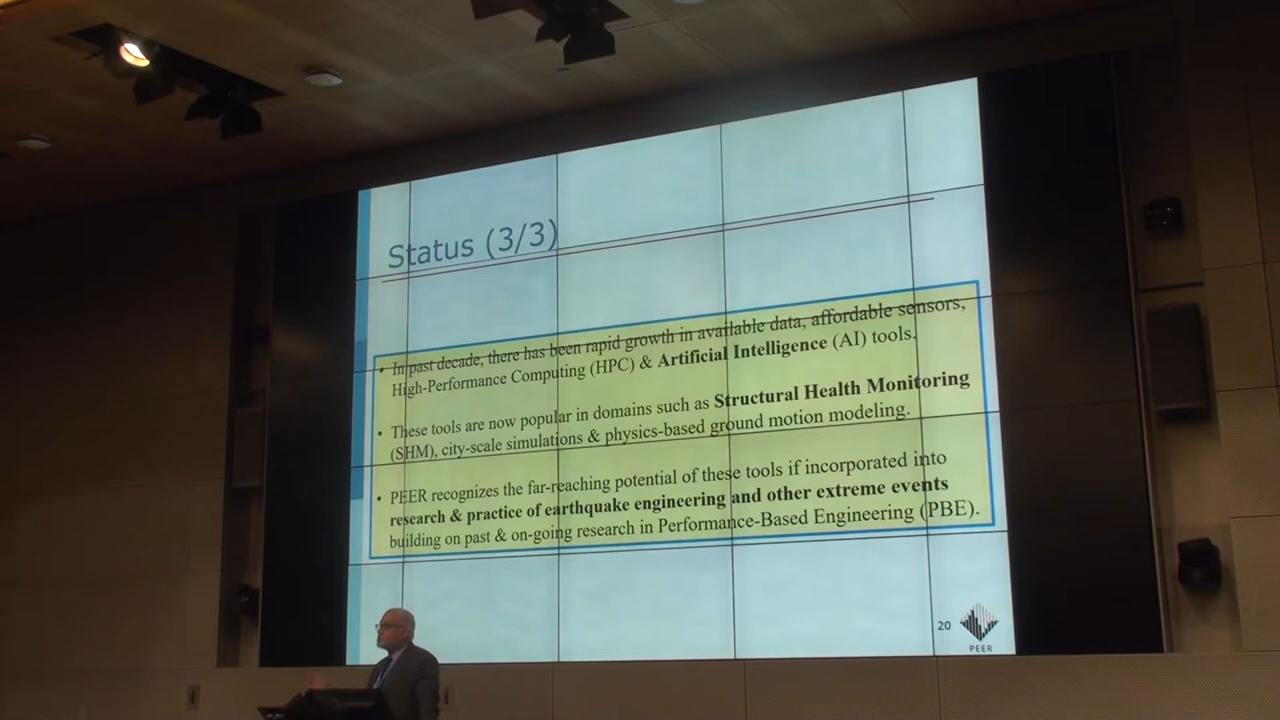 Status (3/3)
• In past decade, there has been rapid growth in available data, affordable sensors,
High-Performance Computing (HPC) & Artificial Intelligence (AI) tools.
• These tools are now popular in domains such as Structural Health Monitoring
(SHM), city-scale simulations & physics-based ground motion modeling.
• PEER recognizes the far-reaching potential of these tools if incorporated into
research & practice of earthquake engineering and other extreme events
building on past & on-going research in Performance-Based Engineering (PBE).
20
PEER